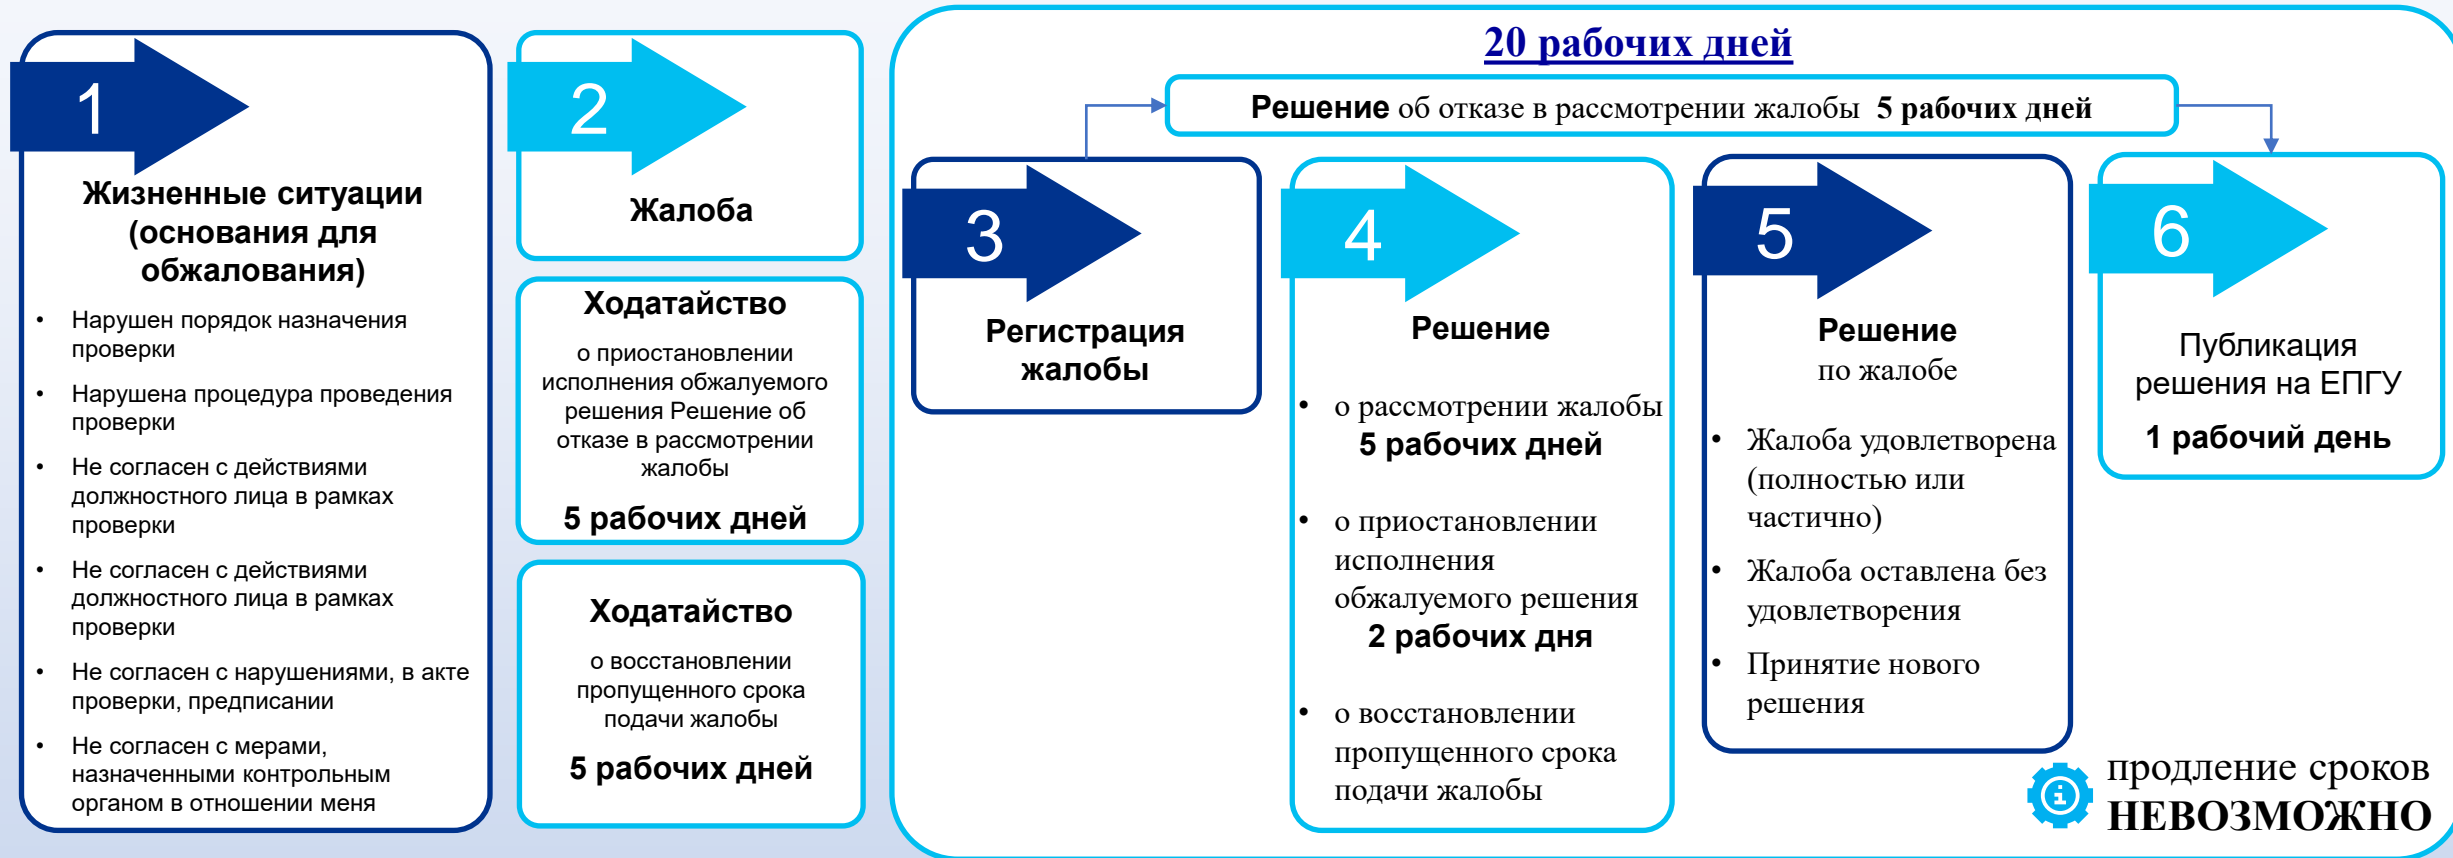 1
Жизненные ситуации
(основания для
обжалования)
• Нарушен порядок назначения
проверки
• Нарушена процедура проведения
проверки
• Не согласен с действиями
должностного лица в рамках
проверки
• Не согласен с действиями
должностного лица в рамках
проверки
• Не согласен с нарушениями, в акте
проверки, предписании
• Не согласен с мерами,
назначенными контрольным
органом в отношении меня
2
Жалоба
Ходатайство
о приостановлении
исполнения обжалуемого
решения Решение об
отказе в рассмотрении
жалобы
5 рабочих дней
Ходатайство
о восстановлении
пропущенного срока
подачи жалобы
5 рабочих дней
20 рабочих дней
Решение об отказе в рассмотрении жалобы 5 рабочих дней
3
Регистрация
жалобы
4
Решение
• о рассмотрении жалобы
5 рабочих дней
• о приостановлении
исполнения
обжалуемого решения
2 рабочих дня
• о восстановлении
пропущенного срока
подачи жалобы
5
Решение
по жалобе
• Жалоба удовлетворена
(полностью или
частично)
• Жалоба оставлена без
удовлетворения
• Принятие нового
решения
6
Публикация
решения на ЕПГУ
1 рабочий день
продление сроков
НЕВОЗМОЖНО